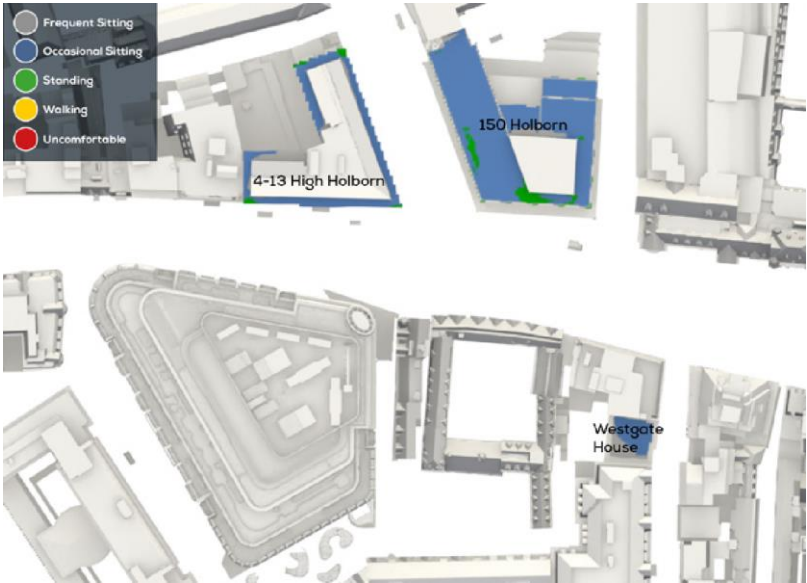 Frequent Sitting
Occasional Sitting
Standing
Walking
Uncomfortable
150 Holborn
4-13 High Holborn
Westgate
House